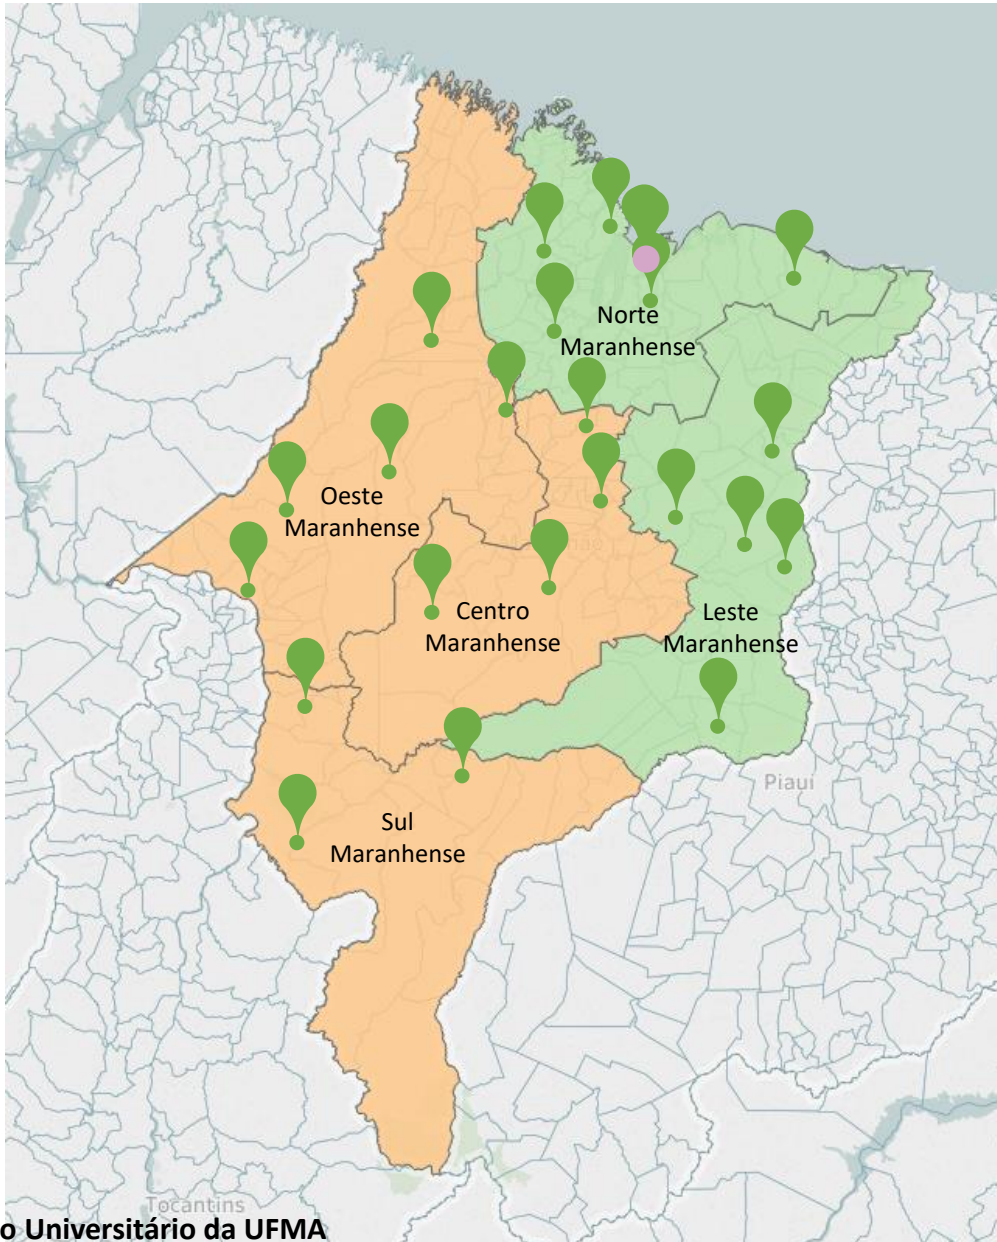 Norte
Maranhense
Oeste
Maranhense
Centro
Maranhense
Leste
Maranhense
Piauí
Sul
Maranhense
Tocantins
o Universitário da UFMA